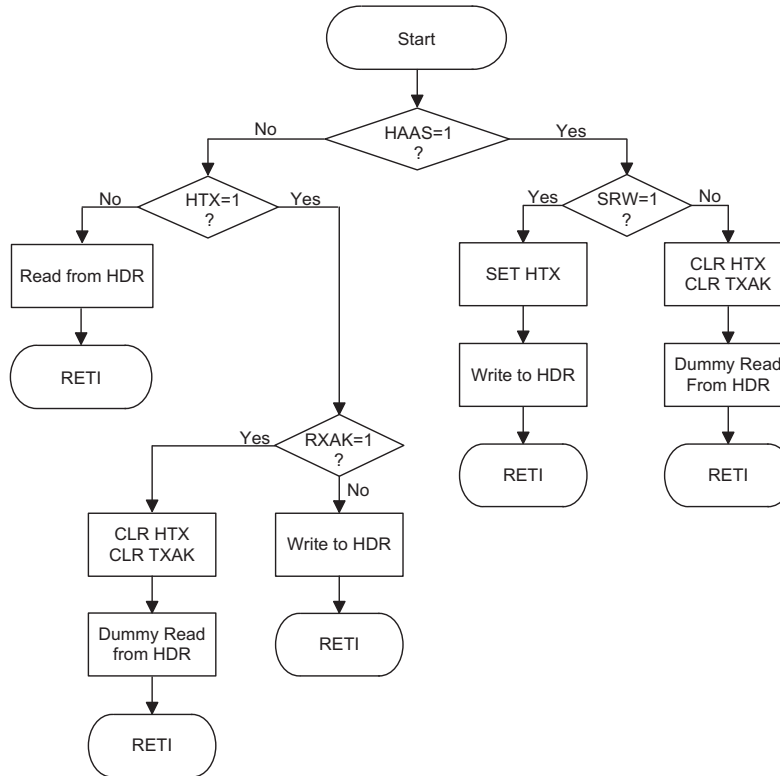 Start
HAAS=1
?
No
Yes
HTX=1
?
No
Yes
SRW=1
?
Yes
No
Read from HDR
SET HTX
CLR HTX
CLR TXAK
RETI
Write to HDR
Dummy Read
From HDR
RXAK=1
?
Yes
No
RETI
RETI
CLR HTX
CLR TXAK
Write to HDR
Dummy Read
from HDR
RETI
RETI